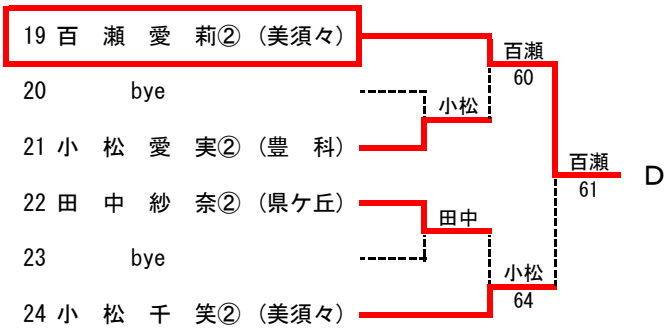 19 百 瀬 愛 莉② (美須々)
百瀬
60
20 bye
小松
21 小 松 愛 実② (豊 科)
百瀬
61
D
22 田 中 紗 奈② (県ケ丘)
田中
23 bye
小松
64
24 小 松 千 笑② (美須々)